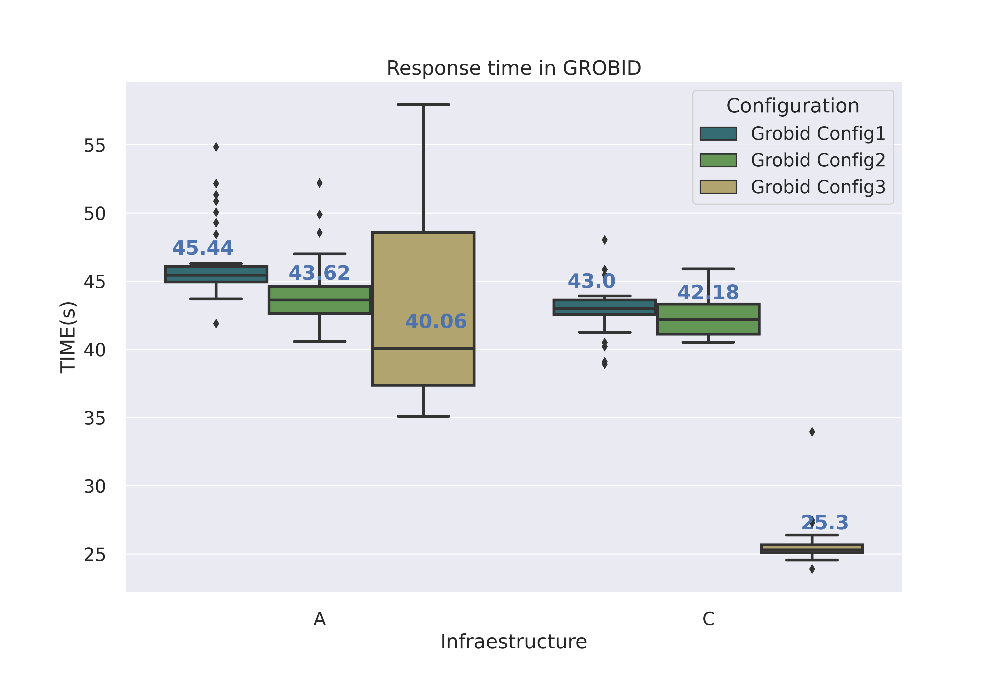 Response time in GROBID
Configuration
Grobid Config1
Grobid Config2
Grobid Config3
TIME(s)
55
50
45
40
35
30
25
45.44
43.62
40.06
43.0
42.18
25.3
A
C
Infraestructure